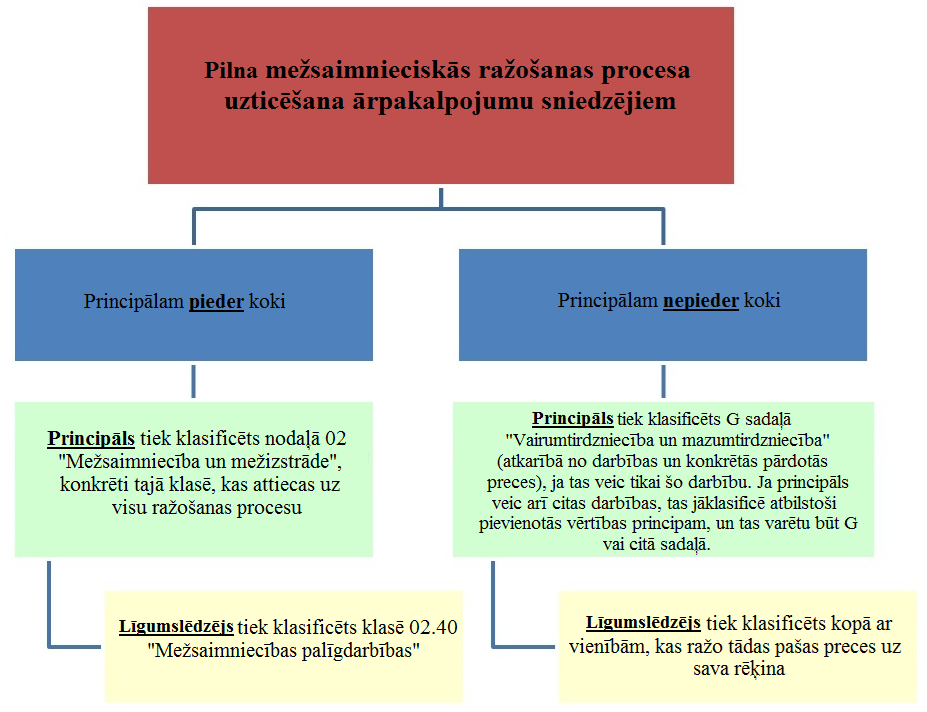 Pilna mežsaimnieciskās ražošanas procesa
uzticēšana ārpakalpojumu sniedzējiem
Principālam pieder koki
Principālam nepieder koki
Principāls tiek klasificēts nodaļā 02
"Mežsaimniecība un mežizstrāde",
konkrēti tajā klasē, kas attiecas uz
visu ražošanas procesu
Principāls tiek klasificēts G sadaļā
"Vairumtirdzniecība un mazumtirdzniecība"
(atkarībā no darbības un konkrētās pārdotās
preces), ja tas veic tikai šo darbību. Ja principāls
veic arī citas darbības, tas jāklasificē atbilstoši
pievienotās vērtības principam, un tas varētu būt G
vai citā sadaļā.
Līgumslēdzējs tiek klasificēts klasē 02.40
"Mežsaimniecības palīgdarbības"
Līgumslēdzējs tiek klasificēts kopā ar
vienībām, kas ražo tādas pašas preces uz
sava rēķina